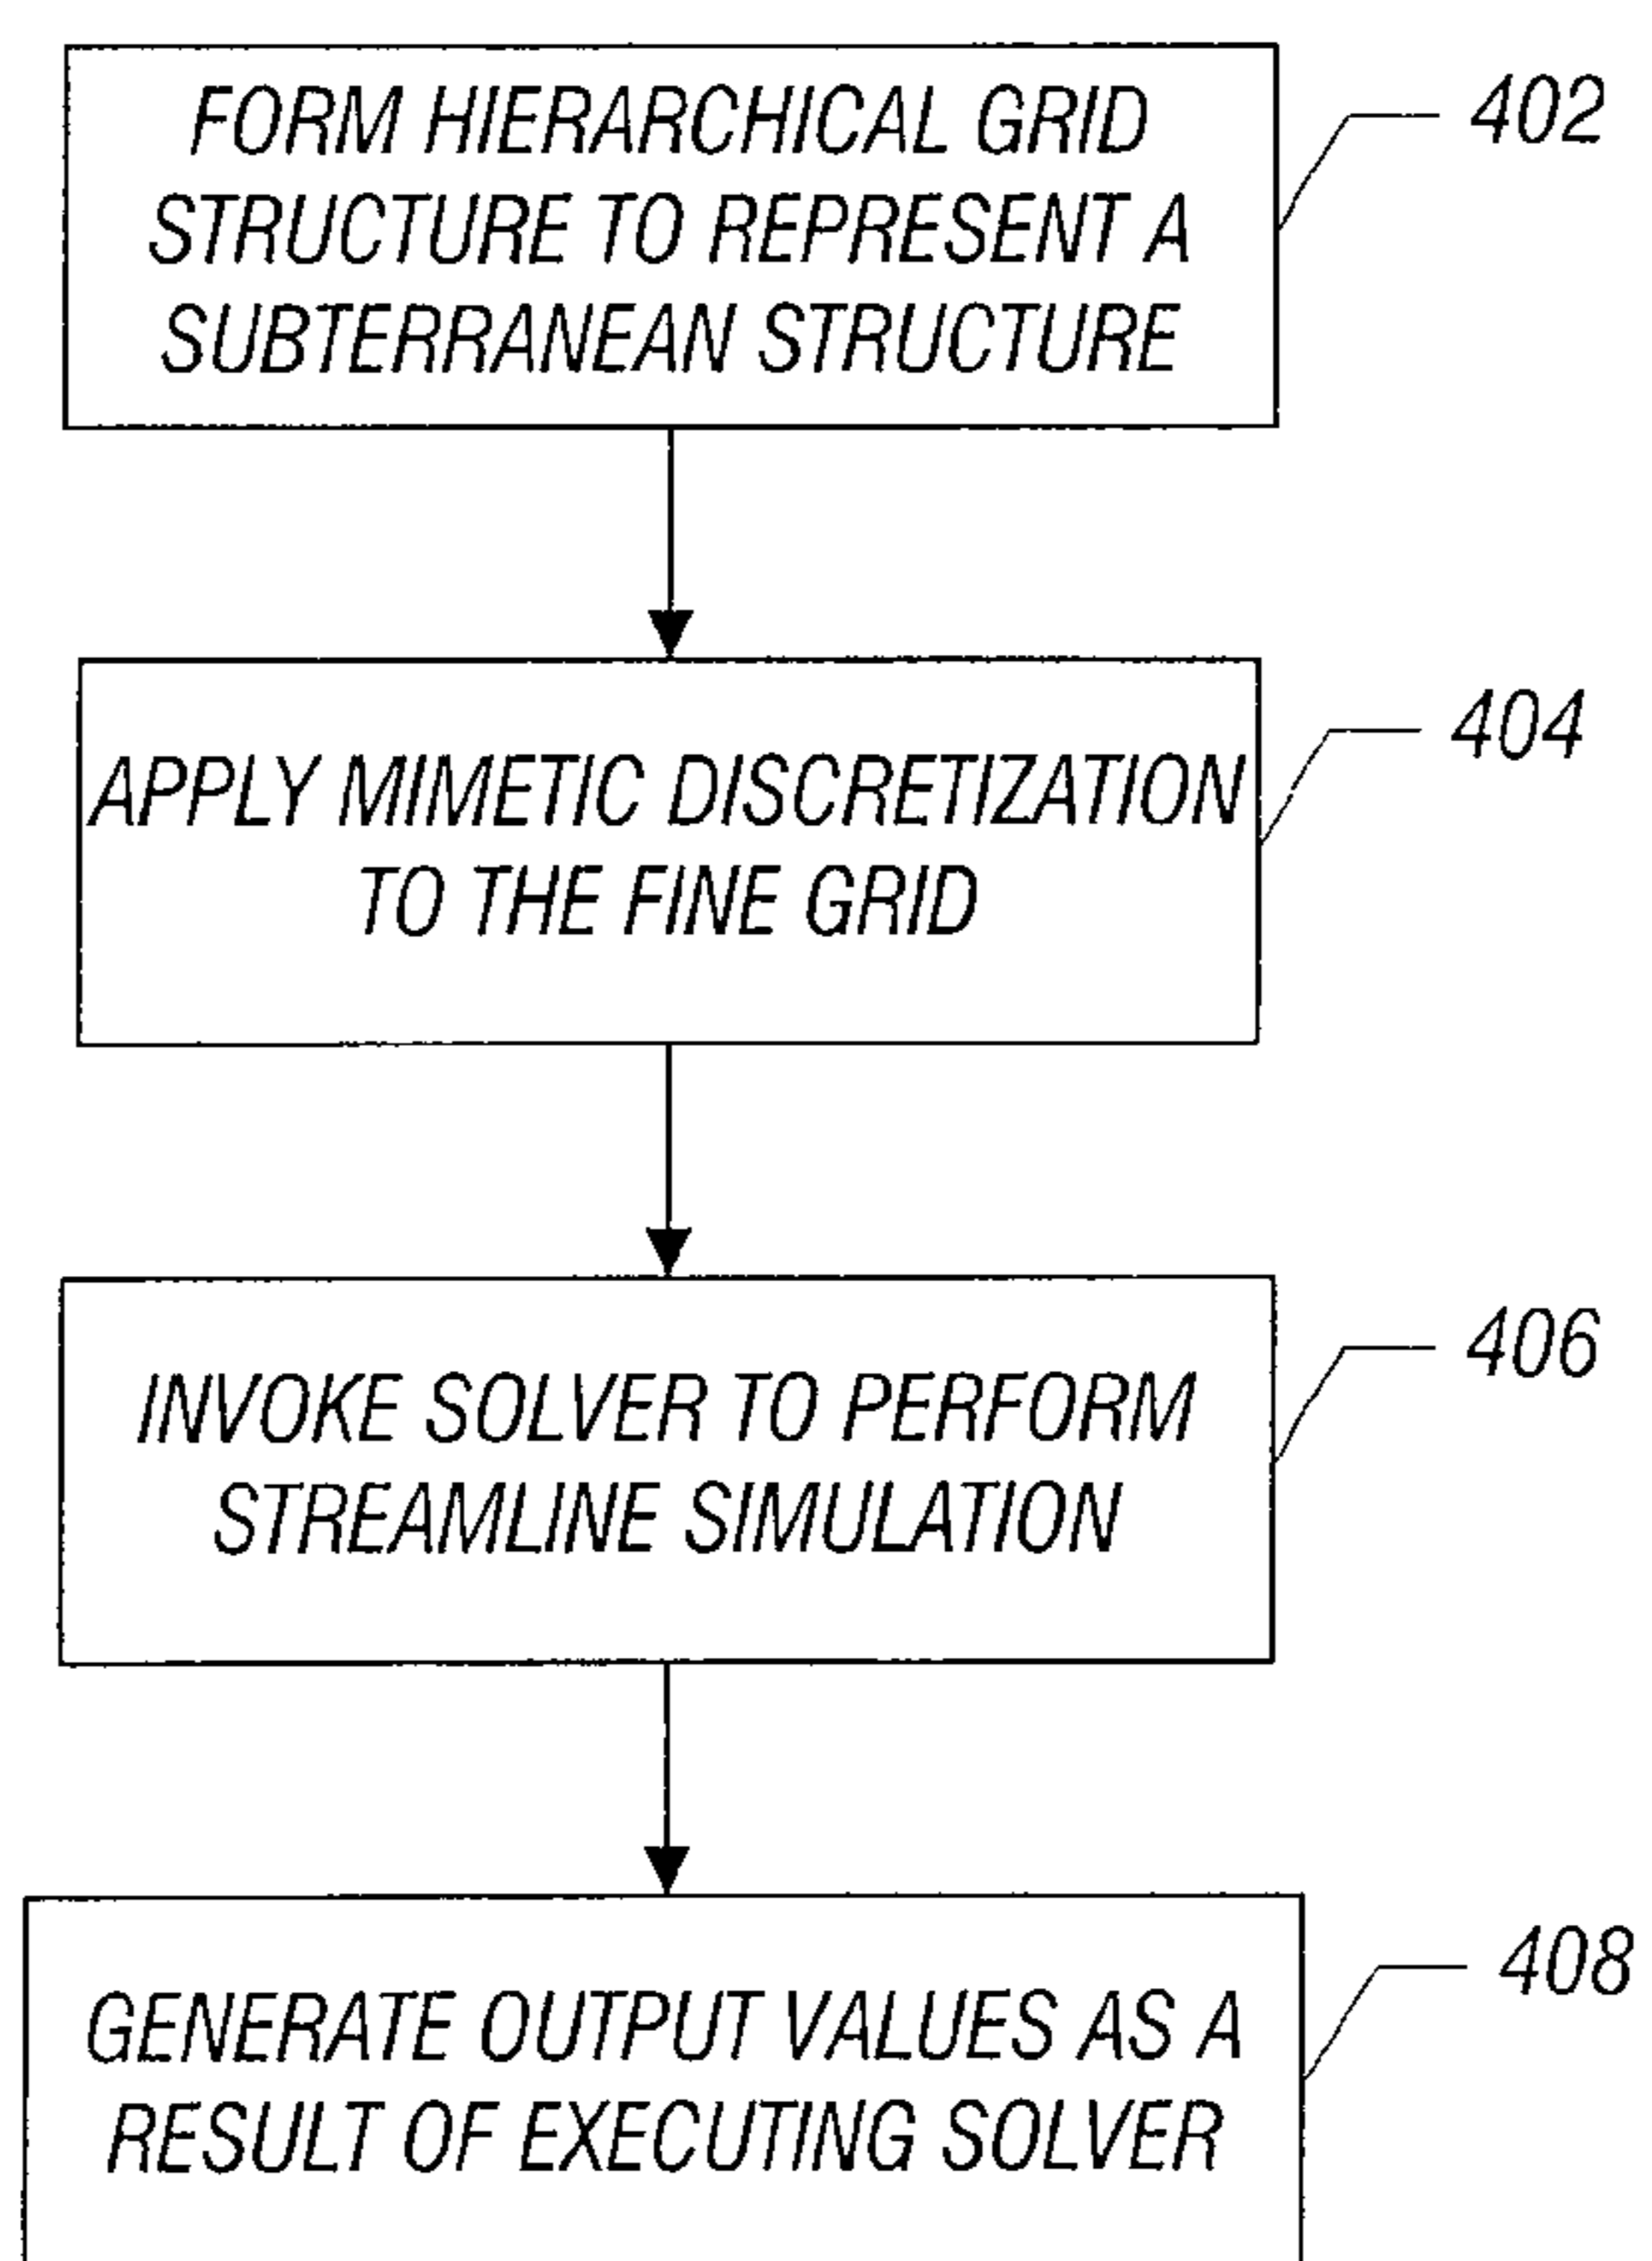 FORM HIERARCHICAL GRID
STRUCTURE TO REPRESENT A
SUBTERRANEAN STRUCTURE
402
APPLY MIMETIC DISCRETIZATION
TO THE FINE GRID
404
INVOKE SOLVER TO PERFORM
STREAMLINE SIMULATION
406
GENERATE OUTPUT VALUES AS A
RESULT OF EXECUTING SOLVER
408